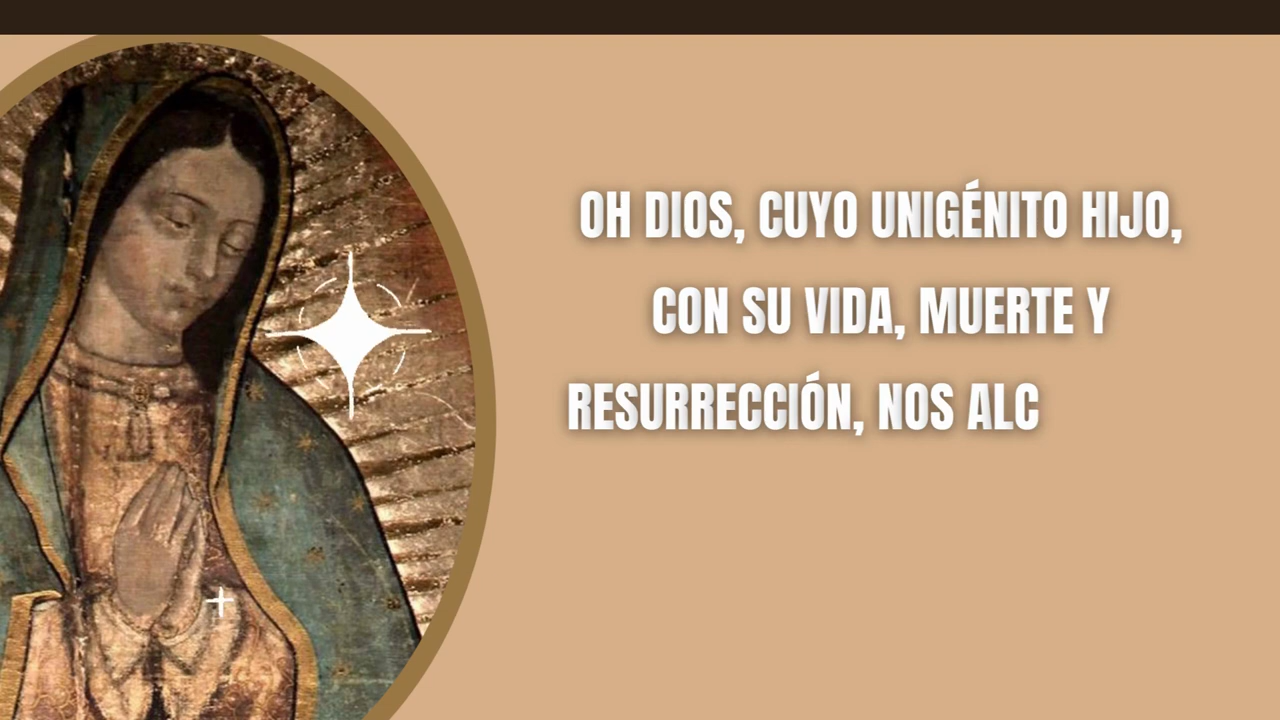 OH DIOS, CUYO UNIGÉNITO HIJO,
CON SU VIDA, MUERTE Y
RESURRECCIÓN, NOS ALC